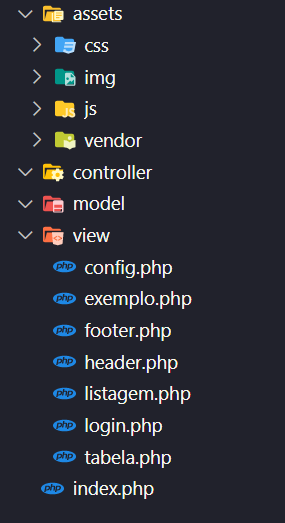 assets
css
img
js
vendor
controller
model
view
php config.php
php exemplo.php
php footer.php
php header.php
php listagem.php
php login.php
php tabela.php
php index.php